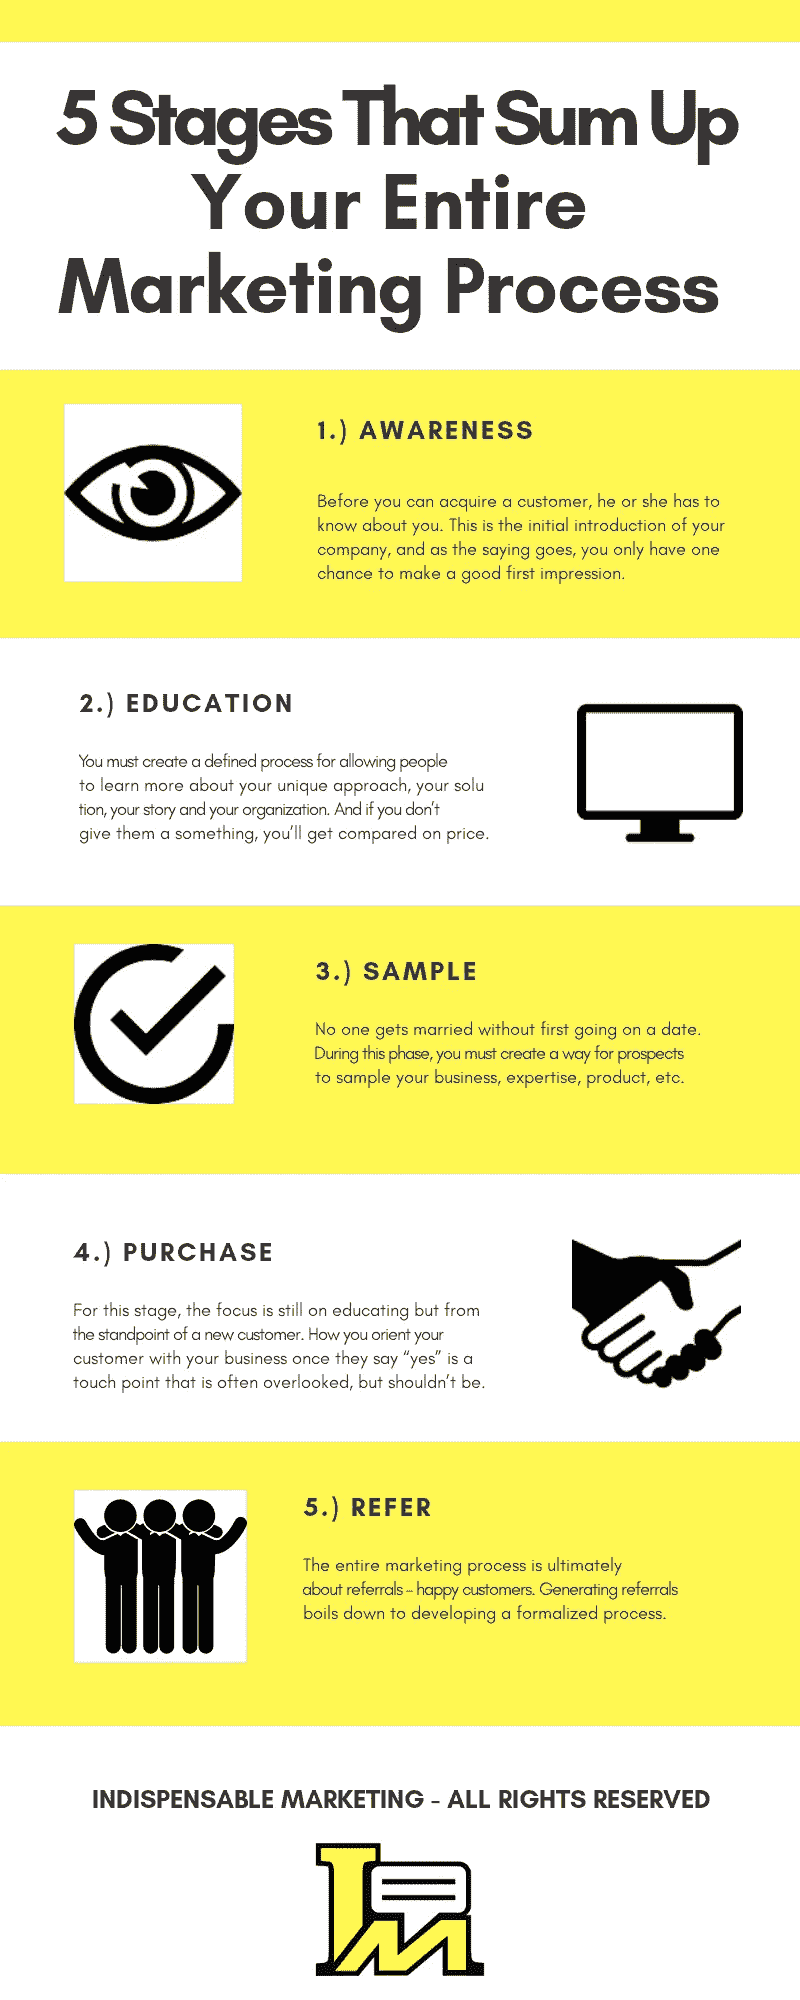 5 Stages That Sum Up
Your Entire
Marketing Process
1.) AWARENESS
Before you can acquire a customer, he or she has to
know about you. This is the initial introduction of your
company, and as the saying goes, you only have one
chance to make a good first impression.
2.) EDUCATION
You must create a defined process for allowing people
to learn more about your unique approach, your solu
tion, your story and your organization. And if you don't
give them a something, you'll get compared on price.
3.) SAMPLE
No one gets married without first going on a date.
During this phase, you must create a way for prospects
to sample your business, expertise, product, etc.
4.) PURCHASE
For this stage, the focus is still on educating but from
the standpoint of a new customer. How you orient your
customer with your business once they say “yes” is a
touch point that is often overlooked, but shouldn't be.
5.) REFER
The entire marketing process is ultimately
about referrals – happy customers. Generating referrals
boils down to developing a formalized process.
INDISPENSABLE MARKETING - ALL RIGHTS RESERVED
IM